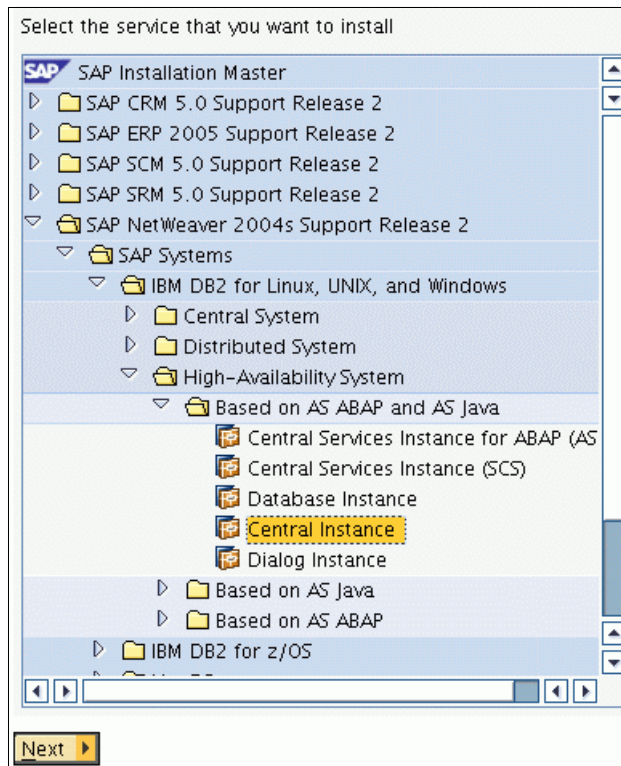 Select the service that you want to install
SAP SAP Installation Master
SAP CRM 5.0 Support Release 2
SAP ERP 2005 Support Release 2
SAP SCM 5.0 Support Release 2
SAP SRM 5.0 Support Release 2
SAP NetWeaver 2004s Support Release 2
SAP Systems
IBM DB2 for Linux, UNIX, and Windows
Central System
Distributed System
High-Availability System
Based on AS ABAP and AS Java
Central Services Instance for ABAP (AS
Central Services Instance (SCS)
Database Instance
Central Instance
Dialog Instance
Based on AS Java
Based on AS ABAP
IBM DB2 for z/OS
Next